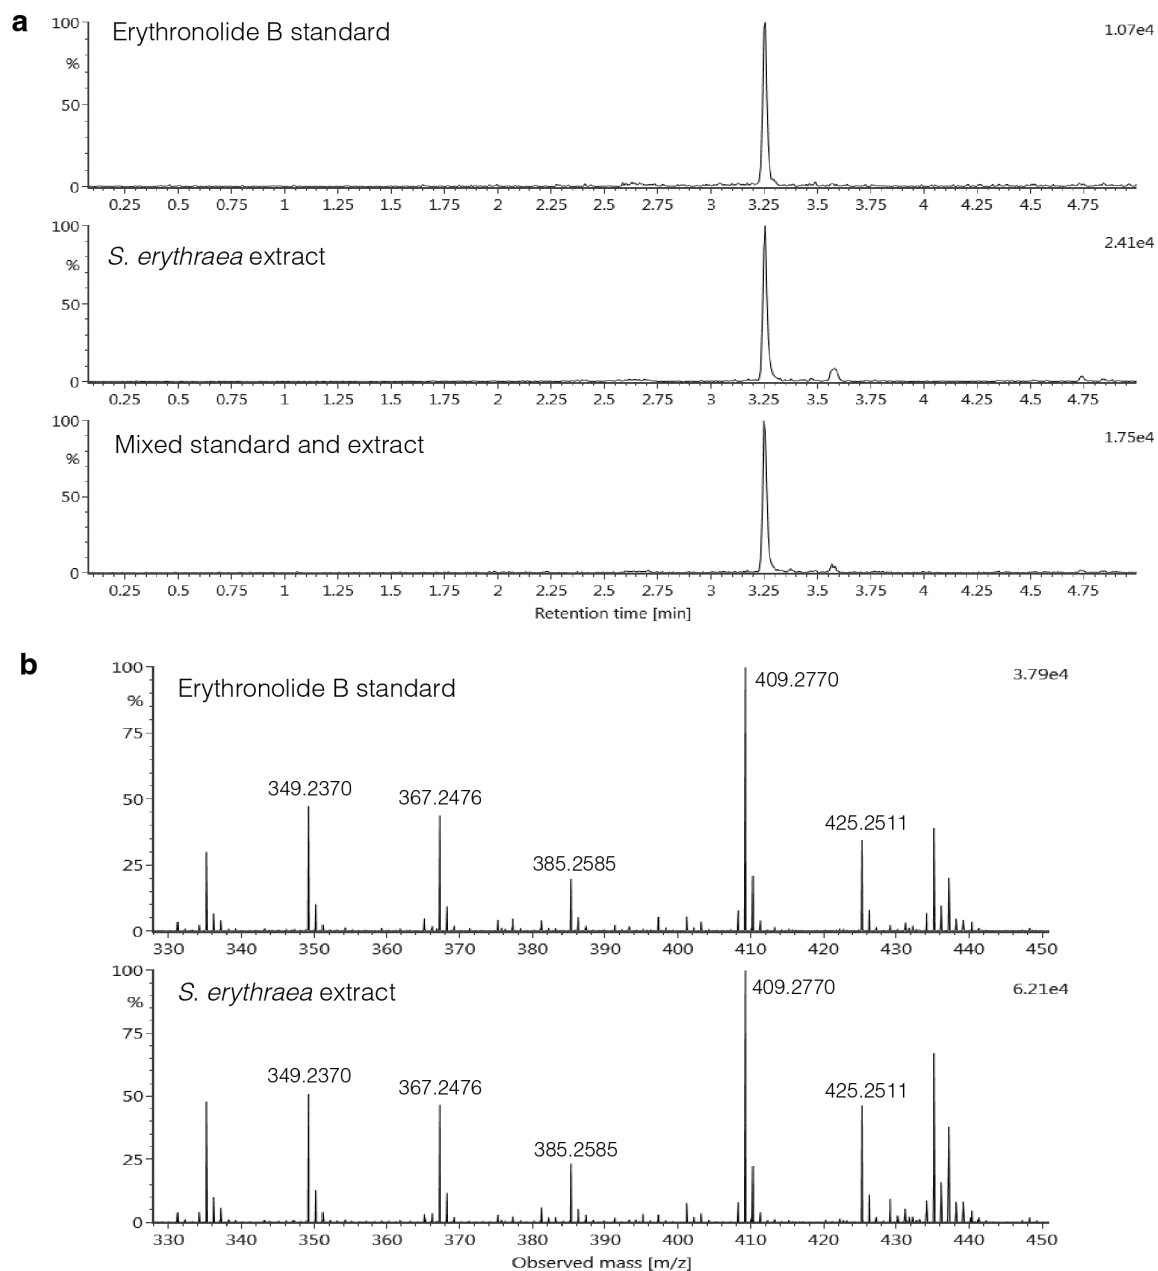 a
Erythronolide B standard
1.07e4
100
%
50
0
0.25 0.5 0.75 1 1.25 1.5 1.75 2 2.25 2.5 2.75 3 3.25 3.5 3.75 4 4.25 4.5 4.75
S. erythraea extract
2.41e4
100
%
50
0
0.25 0.5 0.75 1 1.25 1.5 1.75 2 2.25 2.5 2.75 3 3.25 3.5 3.75 4 4.25 4.5 4.75
Mixed standard and extract
1.75e4
100
%
50
0
0.25 0.5 0.75 1 1.25 1.5 1.75 2 2.25 2.5 2.75 3 3.25 3.5 3.75 4 4.25 4.5 4.75
Retention time [min]
b
Erythronolide B standard
3.79e4
100
%
75
50
25
0
349.2370
367.2476
385.2585
409.2770
425.2511
330 340 350 360 370 380 390 400 410 420 430 440 450
S. erythraea extract
6.21e4
100
%
75
50
25
0
349.2370
367.2476
385.2585
409.2770
425.2511
330 340 350 360 370 380 390 400 410 420 430 440 450
Observed mass [m/z]